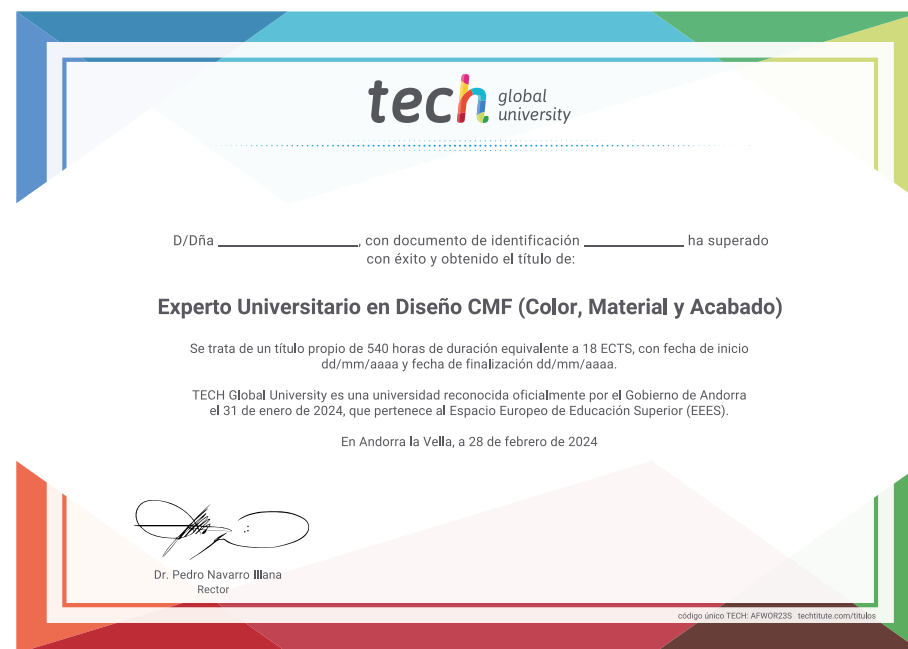 tech global university
D/Dña ____________, con documento de identificación ____________ ha superado
con éxito y obtenido el título de:
Experto Universitario en Diseño CMF (Color, Material y Acabado)
Se trata de un título propio de 540 horas de duración equivalente a 18 ECTS, con fecha de inicio
dd/mm/aaaa y fecha de finalización dd/mm/aaaa.
TECH Global University es una universidad reconocida oficialmente por el Gobierno de Andorra
el 31 de enero de 2024, que pertenece al Espacio Europeo de Educación Superior (EEES).
En Andorra la Vella, a 28 de febrero de 2024
Dr. Pedro Navarro Illana
Rector
código único TECH: AFWOR23S techtitute.com/titulos